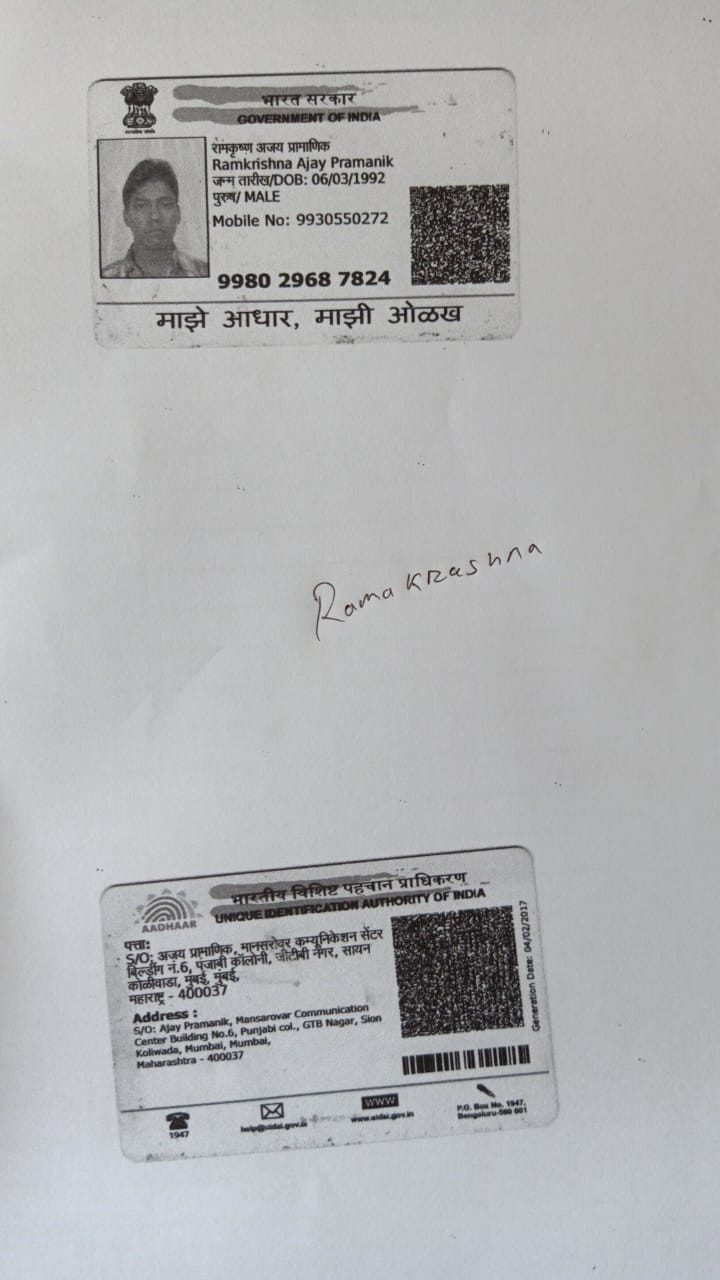 भारत सरकार
GOVERNMENT OF INDIA
रामकृष्ण अजय प्रामाणिक
Ramkrishna Ajay Pramanik
जन्म तारीख/DOB: 06/03/1992
पुरुष/ MALE
Mobile No: 9930550272
9980 2968 7824
माझे आधार, माझी ओळख
Ramakrashna
भारतीय विशिष्ट पहचान प्राधिकरण
UNIQUE IDENTIFICATION AUTHORITY OF INDIA
AADHAAR
पत्ता:
S/O: अजय प्रामाणिक, मानसरोवर कम्यूनिकेशन सेंटर
बिल्डींग नं.6, पंजाबी कॉलोनी, जीटीबी नगर, सायन
कोळीवाडा, मुंबई, मुंबई,
महाराष्ट्र - 400037
Address :
S/O: Ajay Pramanik, Mansarovar Communication
Center Building No.6, Punjabi col., GTB Nagar, Sion
Koliwada, Mumbai, Mumbai,
Maharashtra - 400037
Generation Date: 04/02/2017
1947
help@uidai.gov.in
WWW
www.uidai.gov.in
P.O. Box No. 1947,
Bengaluru-560 001